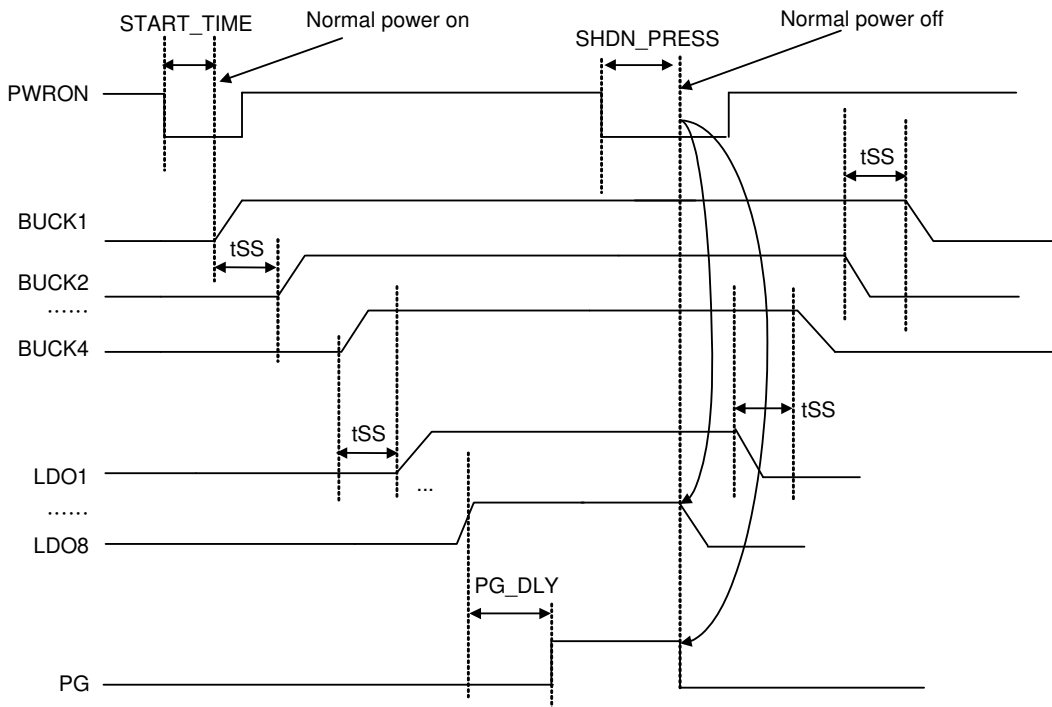 START_TIME
Normal power on
Normal power off
SHDN_PRESS
PWRON
tSS
BUCK1
tSS
BUCK2
......
BUCK4
tSS
tSS
LDO1
...
......
LDO8
PG_DLY
PG